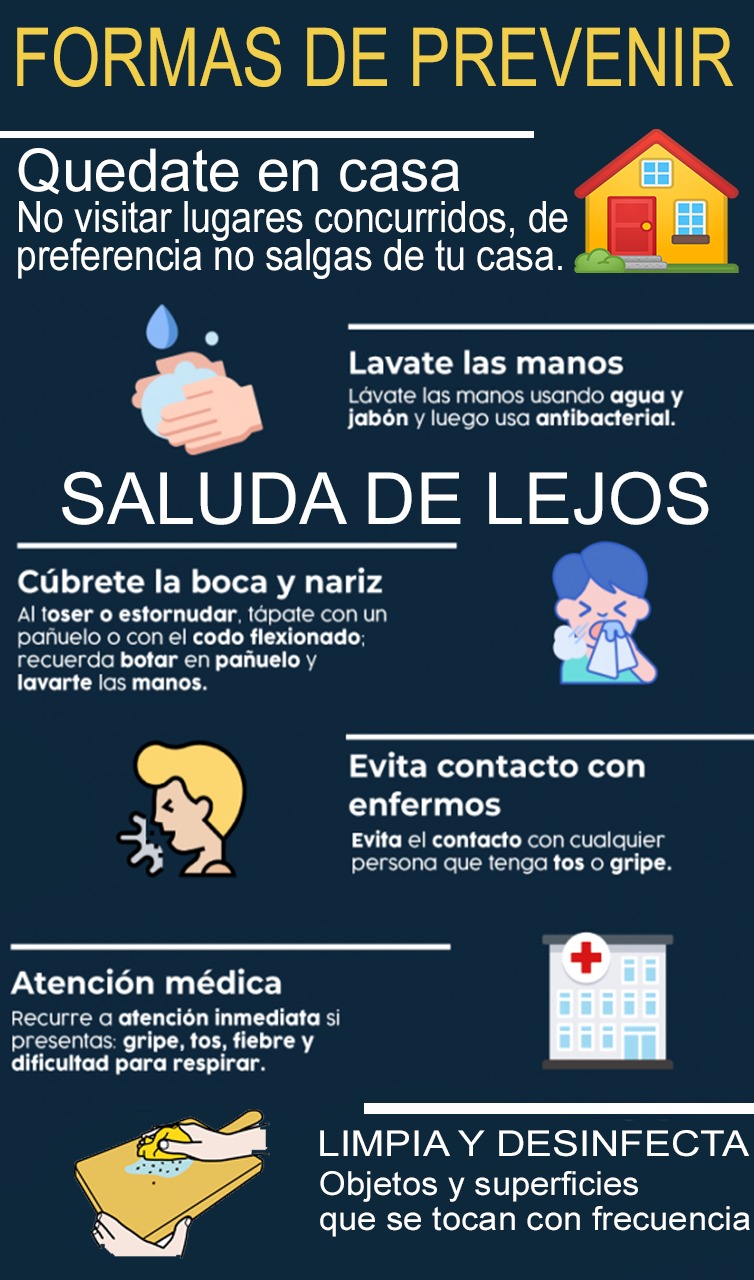 FORMAS DE PREVENIR
Quedate en casa
No visitar lugares concurridos, de
preferencia no salgas de tu casa.
Lavate las manos
Lávate las manos usando agua y
jabón y luego usa antibacterial.
SALUDA DE LEJOS
Cúbrete la boca y nariz
Al toser o estornudar, tápate con un
pañuelo o con el codo flexionado;
recuerda botar en pañuelo y
lavarte las manos.
Evita contacto con
enfermos
Evita el contacto con cualquier
persona que tenga tos o gripe.
Atención médica
Recurre a atención inmediata si
presentas: gripe, tos, fiebre y
dificultad para respirar.
LIMPIA Y DESINFECTA
Objetos y superficies
que se tocan con frecuencia